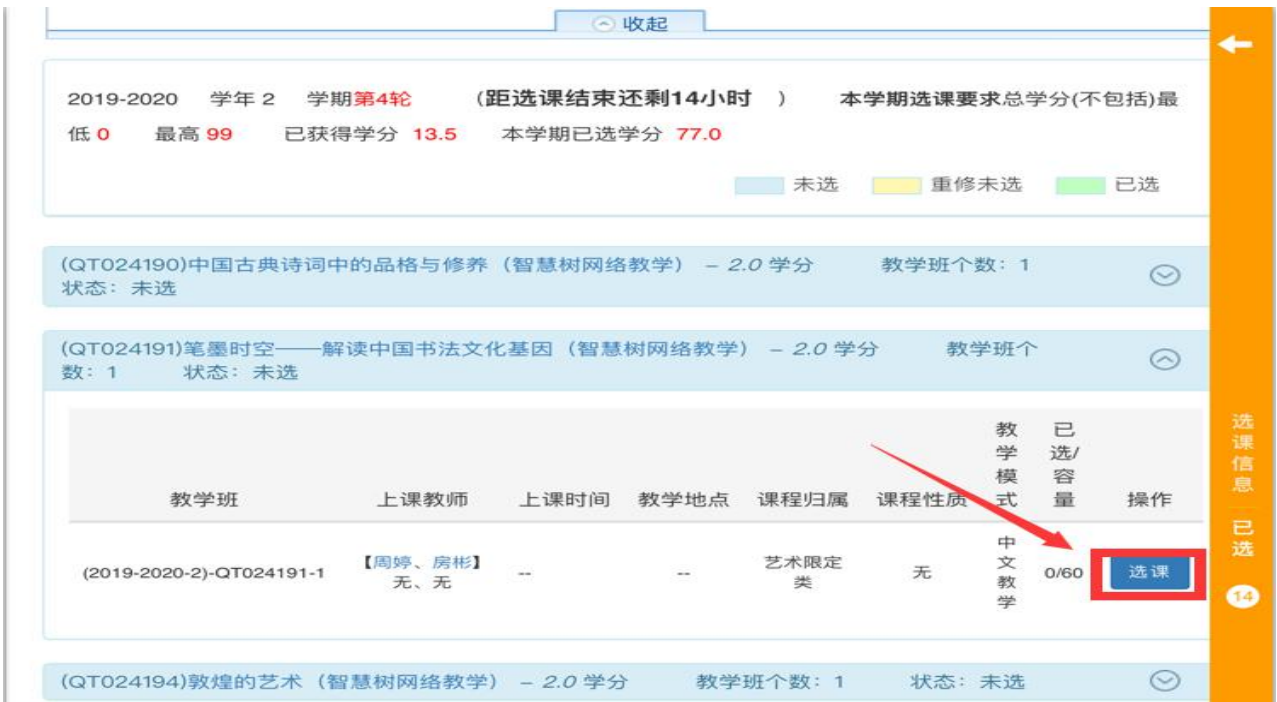 收起
2019-2020 学年 2 学期第4轮 （距选课结束还剩14小时 ） 本学期选课要求总学分(不包括)最
低 0 最高 99 已获得学分 13.5 本学期已选学分 77.0
未选 重修未选 已选
(QT024190)中国古典诗词中的品格与修养（智慧树网络教学） – 2.0 学分 教学班个数：1
状态：未选
(QT024191)笔墨时空——解读中国书法文化基因（智慧树网络教学） – 2.0 学分 教学班个
数：1 状态：未选
教学班 上课教师 上课时间 教学地点 课程归属 课程性质 教学模式 已选/容量 操作
(2019-2020-2)-QT024191-1 【周婷、房彬】无、无 -- -- 艺术限定类 无 中文教学 0/60 选课
(QT024194)敦煌的艺术（智慧树网络教学） – 2.0 学分 教学班个数：1 状态：未选
选课信息 已选 14